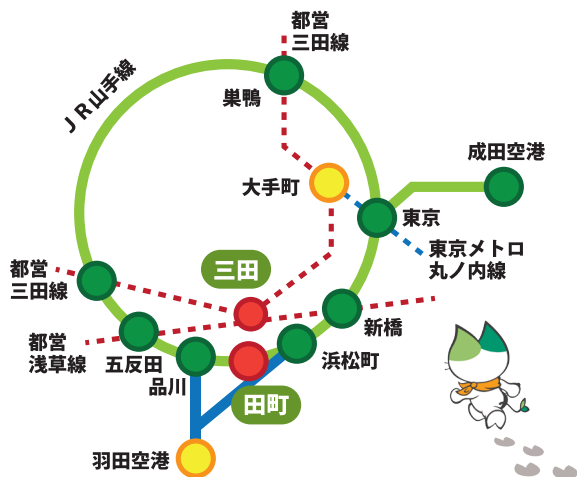 都営
三田線
JR山手線
巣鴨
成田空港
大手町
東京
東京メトロ
丸ノ内線
三田
都営
三田線
新橋
都営
浅草線
五反田
浜松町
品川
田町
羽田空港